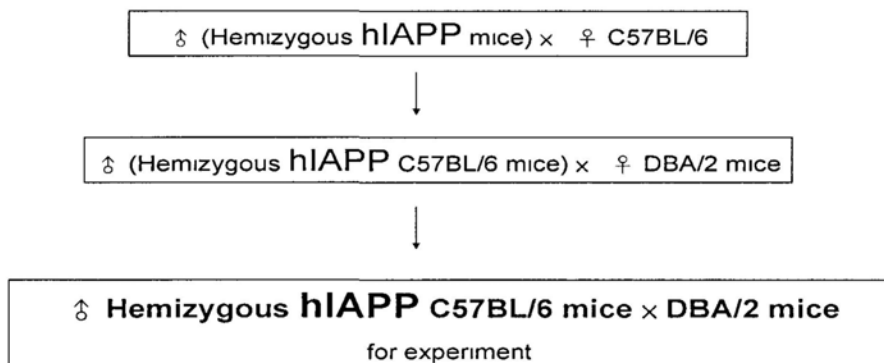 ♂ (Hemizygous hIAPP mice) × ♀ C57BL/6
♂ (Hemizygous hIAPP C57BL/6 mice) × ♀ DBA/2 mice
♂ Hemizygous hIAPP C57BL/6 mice × DBA/2 mice
for experiment